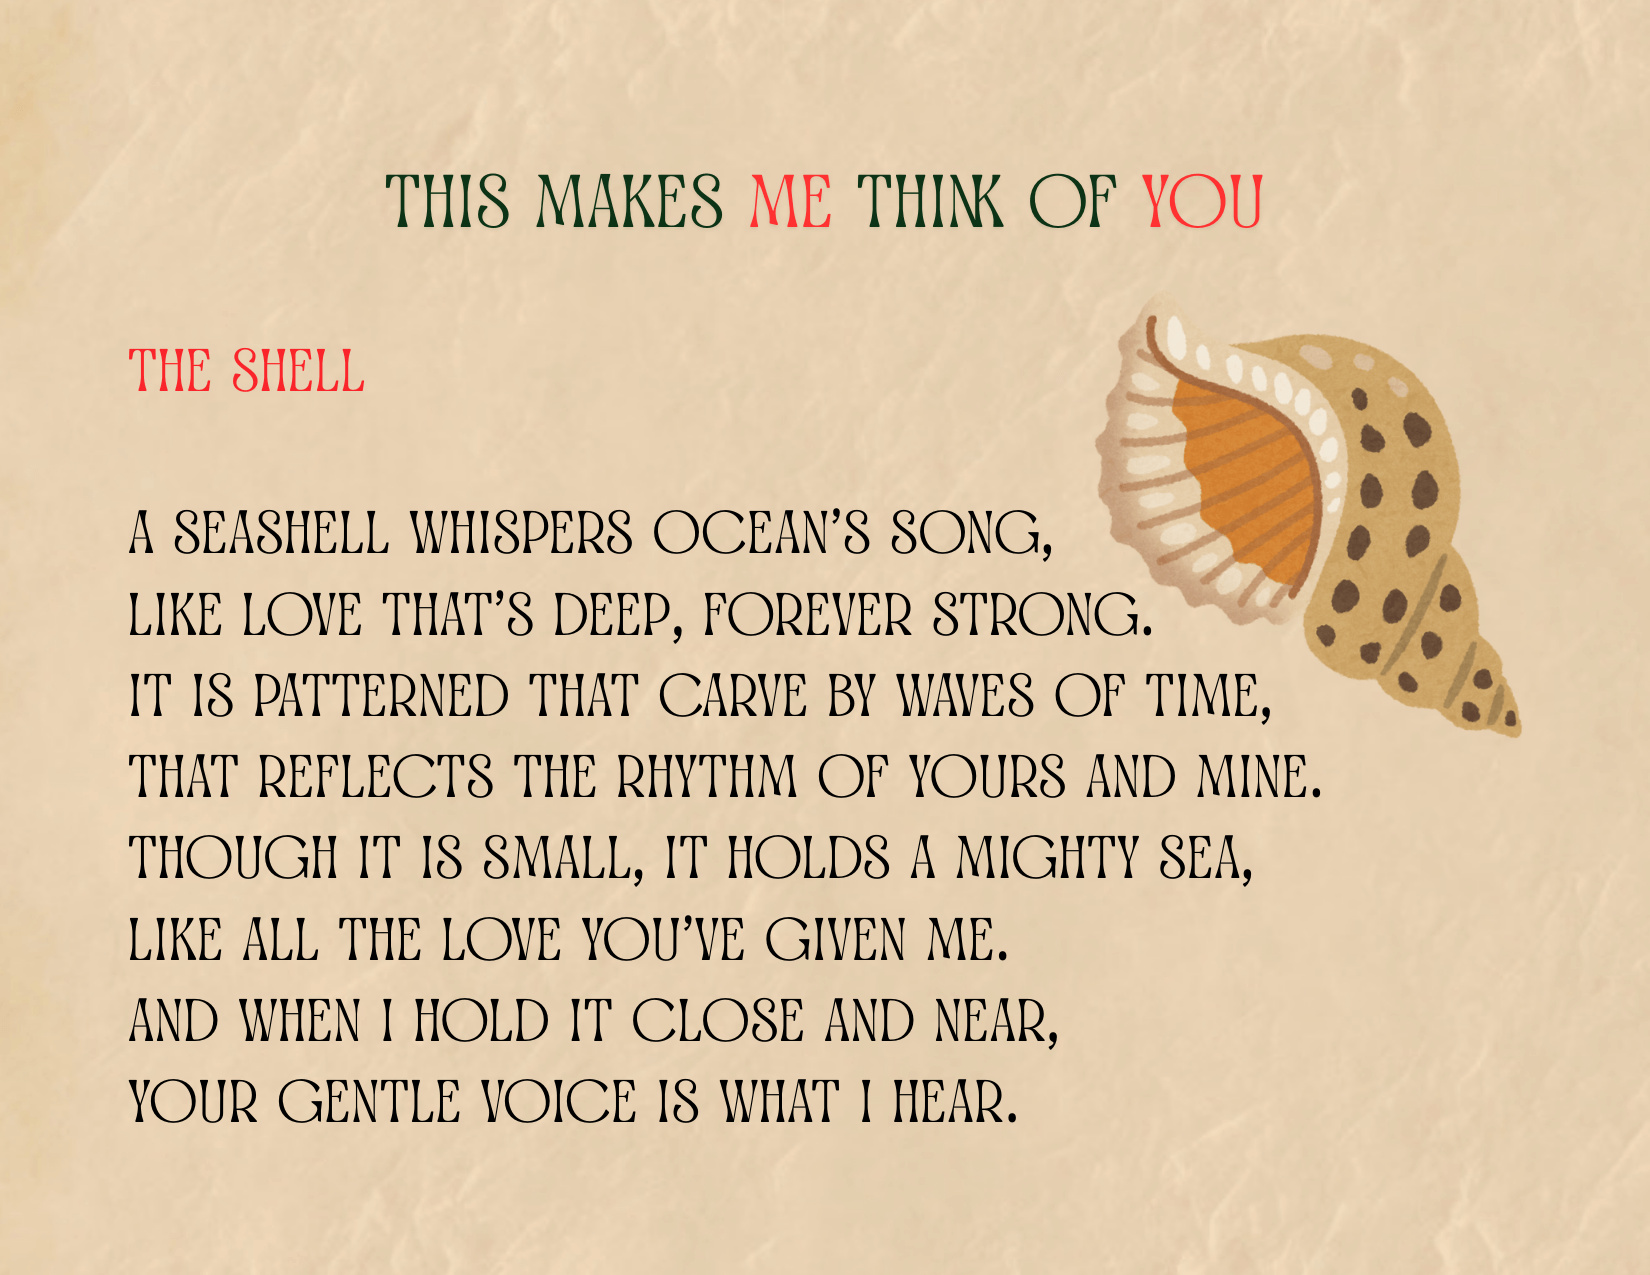 THIS MAKES ME THINK OF YOU
THE SHELL
A SEASHELL WHISPERS OCEAN'S SONG,
LIKE LOVE THAT'S DEEP, FOREVER STRONG.
IT IS PATTERNED THAT CARVE BY WAVES OF TIME,
THAT REFLECTS THE RHYTHM OF YOURS AND MINE.
THOUGH IT IS SMALL, IT HOLDS A MIGHTY SEA,
LIKE ALL THE LOVE YOU'VE GIVEN ME.
AND WHEN I HOLD IT CLOSE AND NEAR,
YOUR GENTLE VOICE IS WHAT I HEAR.